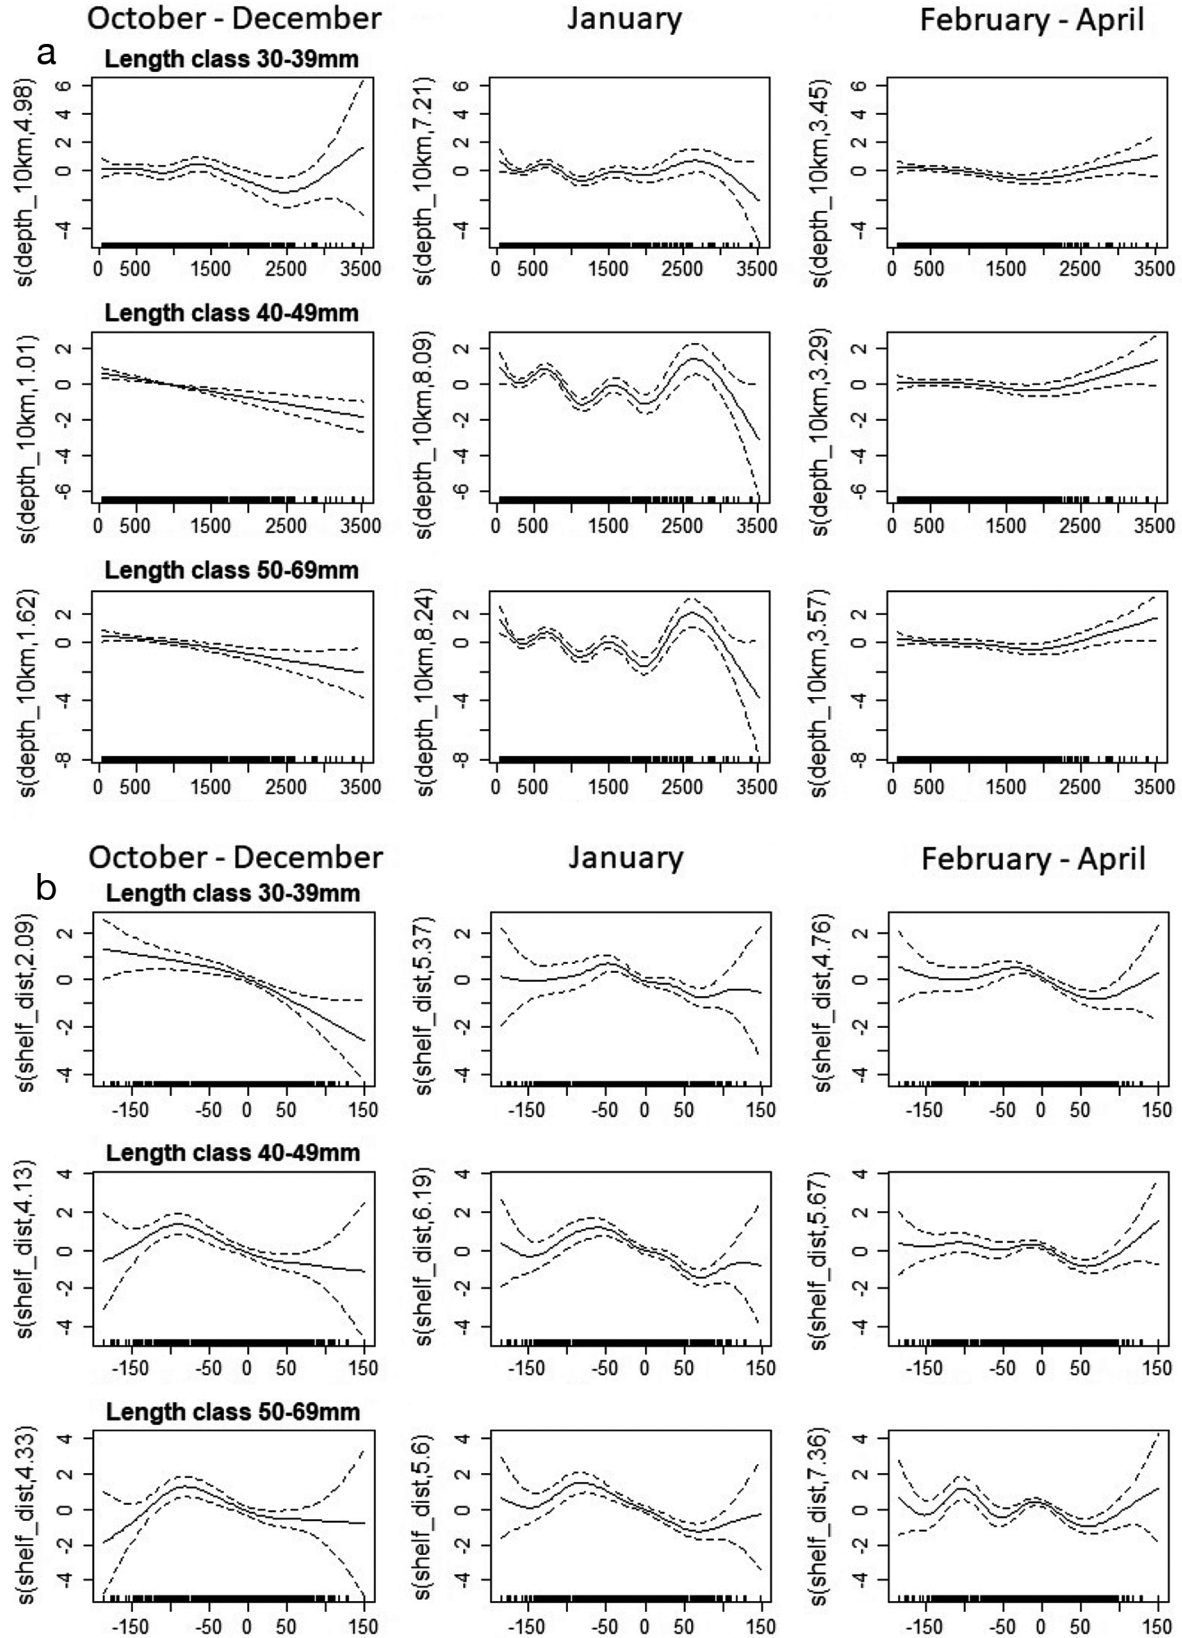 October - December January February - April
a
Length class 30-39mm
s(depth_10km,4.98) 6 4 2 0 -4
s(depth_10km,7.21) 6 4 2 0 -4
s(depth_10km,3.45) 6 4 2 0 -4
0 500 1500 2500 3500 0 500 1500 2500 3500 0 500 1500 2500 3500
Length class 40-49mm
s(depth_10km,1.01) 2 0 -2 -4 -6
s(depth_10km,8.09) 2 0 -2 -4 -6
s(depth_10km,3.29) 2 0 -2 -4 -6
0 500 1500 2500 3500 0 500 1500 2500 3500 0 500 1500 2500 3500
Length class 50-69mm
s(depth_10km,1.62) 2 0 -4 -8
s(depth_10km,8.24) 2 0 -4 -8
s(depth_10km,3.57) 2 0 -4 -8
0 500 1500 2500 3500 0 500 1500 2500 3500 0 500 1500 2500 3500
October - December January February - April
b
Length class 30-39mm
s(shelf_dist,2.09) 2 0 -2 -4
s(shelf_dist,5.37) 2 0 -2 -4
s(shelf_dist,4.76) 2 0 -2 -4
-150 -50 0 50 150 -150 -50 0 50 150 -150 -50 0 50 150
Length class 40-49mm
s(shelf_dist,4.13) 4 2 0 -2 -4
s(shelf_dist,6.19) 4 2 0 -2 -4
s(shelf_dist,5.67) 4 2 0 -2 -4
-150 -50 0 50 150 -150 -50 0 50 150 -150 -50 0 50 150
Length class 50-69mm
s(shelf_dist,4.33) 4 2 0 -2 -4
s(shelf_dist,5.6) 4 2 0 -2 -4
s(shelf_dist,7.36) 4 2 0 -2 -4
-150 -50 0 50 150 -150 -50 0 50 150 -150 -50 0 50 150